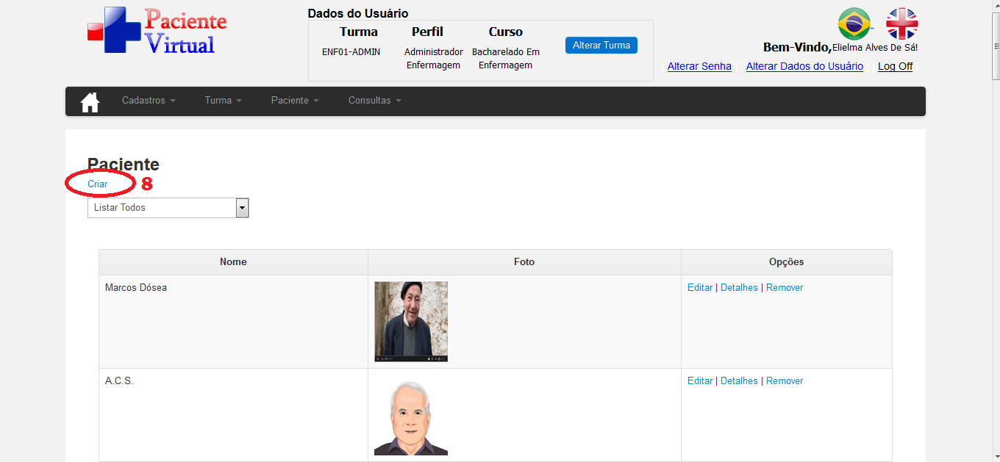 Paciente
Virtual
Dados do Usuário
Turma Perfil Curso
ENF01-ADMIN Administrador Bacharelado Em
Enfermagem Enfermagem
Alterar Turma
Bem-Vindo,Elielma Alves De Sá!
Alterar Senha Alterar Dados do Usuário Log Off
Cadastros Turma Paciente Consultas
Paciente
Criar 8
Listar Todos
Nome Foto Opções
Marcos Dósea Editar | Detalhes | Remover
A.C.S. Editar | Detalhes | Remover